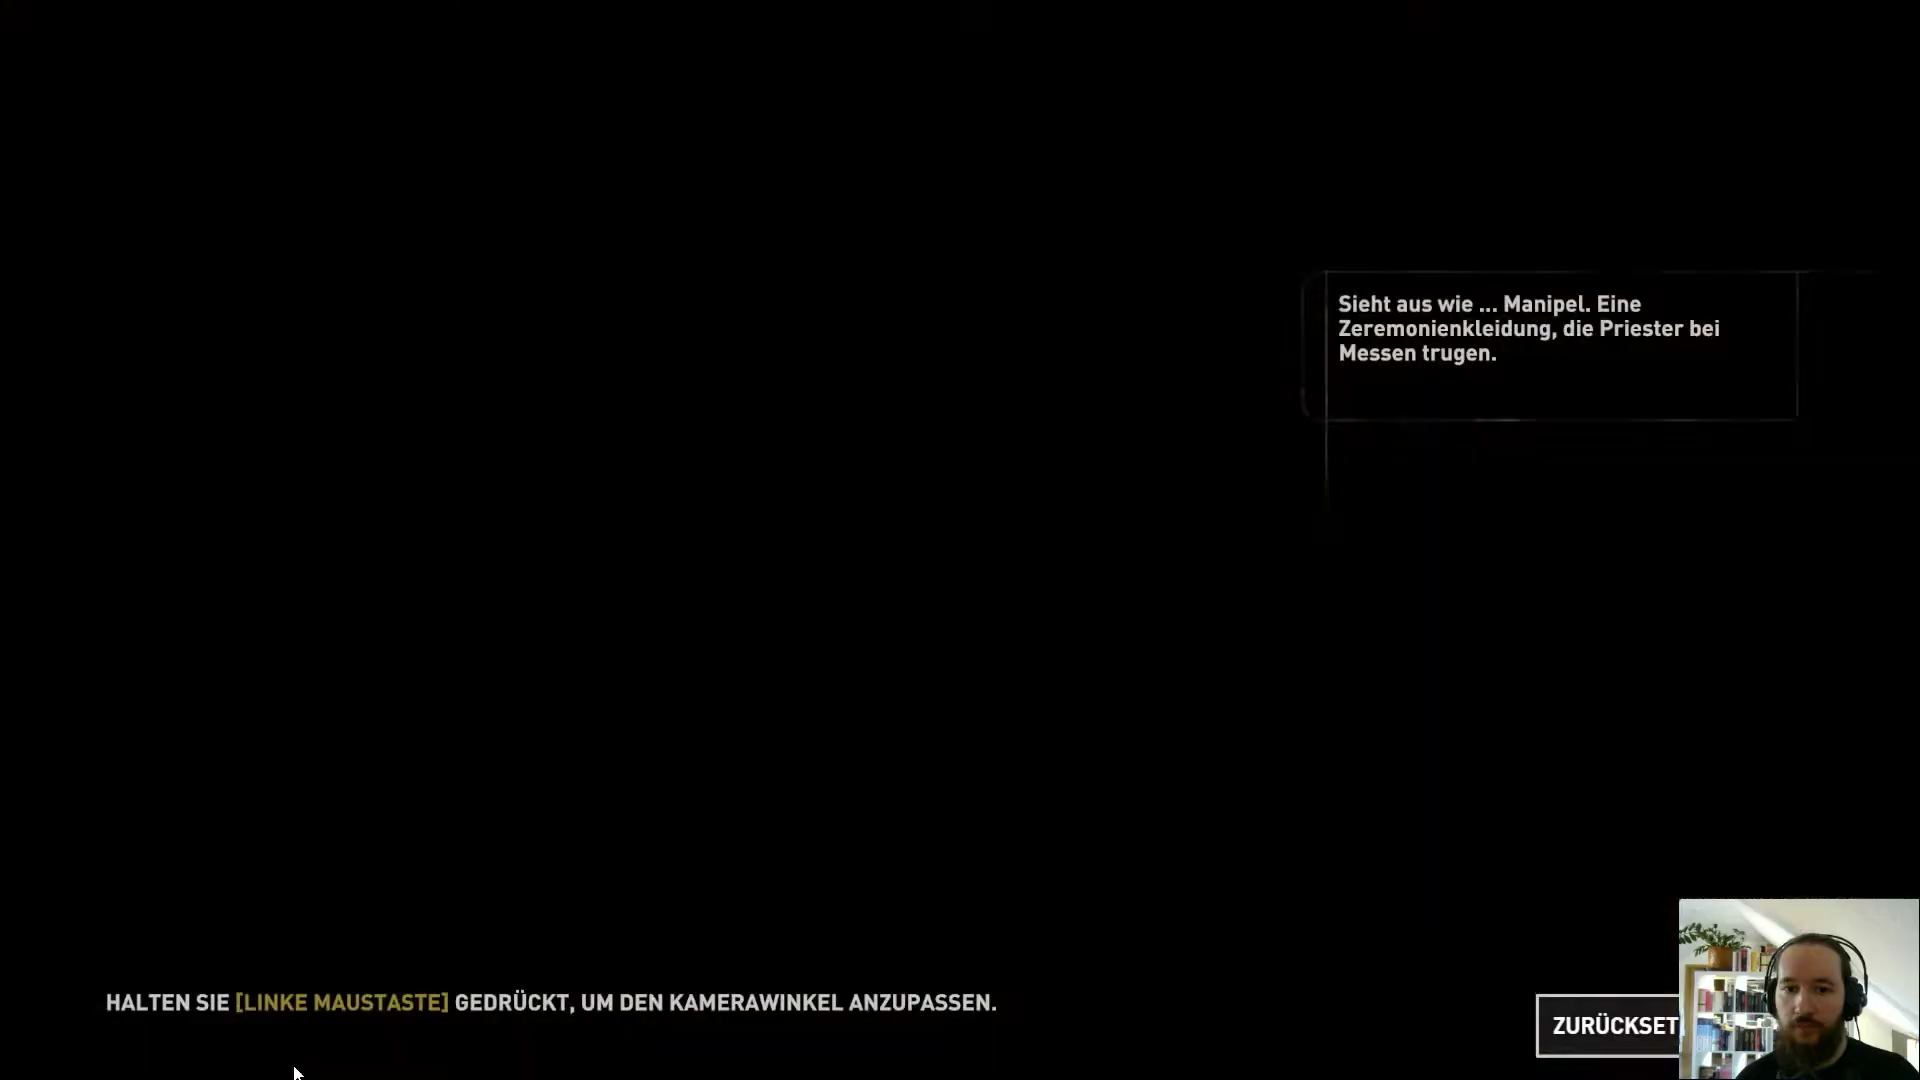 Sieht aus wie ... Manipel. Eine
Zeremonienkleidung, die Priester bei
Messen trugen.
HALTEN SIE [LINKE MAUSTASTE] GEDRÜCKT, UM DEN KAMERAWINKEL ANZUPASSEN.
ZURÜCKSET